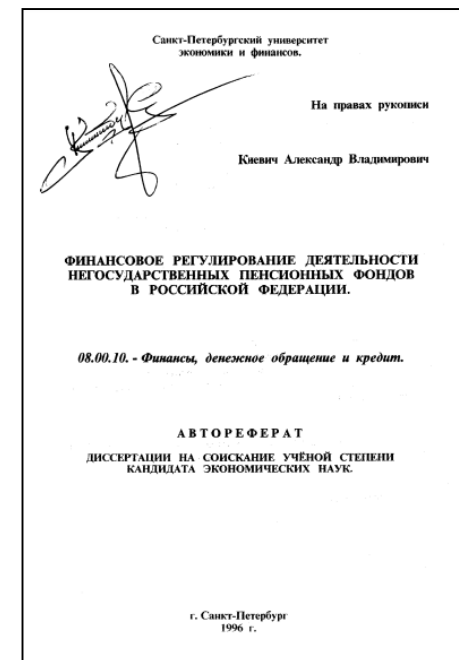 Санкт-Петербургский университет
экономики и финансов.
На правах рукописи
Киевич Александр Владимирович
ФИНАНСОВОЕ РЕГУЛИРОВАНИЕ ДЕЯТЕЛЬНОСТИ
НЕГОСУДАРСТВЕННЫХ ПЕНСИОННЫХ ФОНДОВ
В РОССИЙСКОЙ ФЕДЕРАЦИИ.
08.00.10. - Финансы, денежное обращение и кредит.
АВТОРЕФЕРАТ
ДИССЕРТАЦИИ НА СОИСКАНИЕ УЧЁНОЙ СТЕПЕНИ
КАНДИДАТА ЭКОНОМИЧЕСКИХ НАУК.
г. Санкт-Петербург
1996 г.